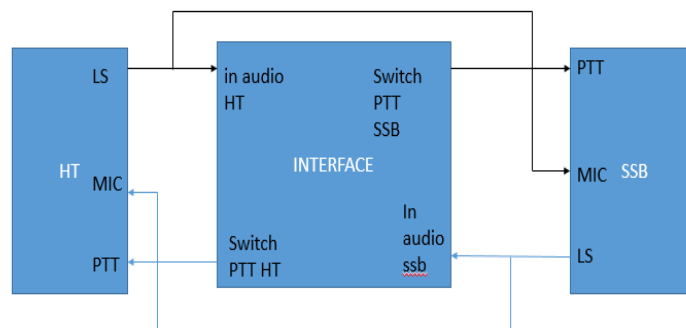 LS
HT
MIC
PTT
in audio
HT
Switch
PTT
SSB
INTERFACE
Switch
PTT HT
In
audio
ssb
PTT
MIC
SSB
LS